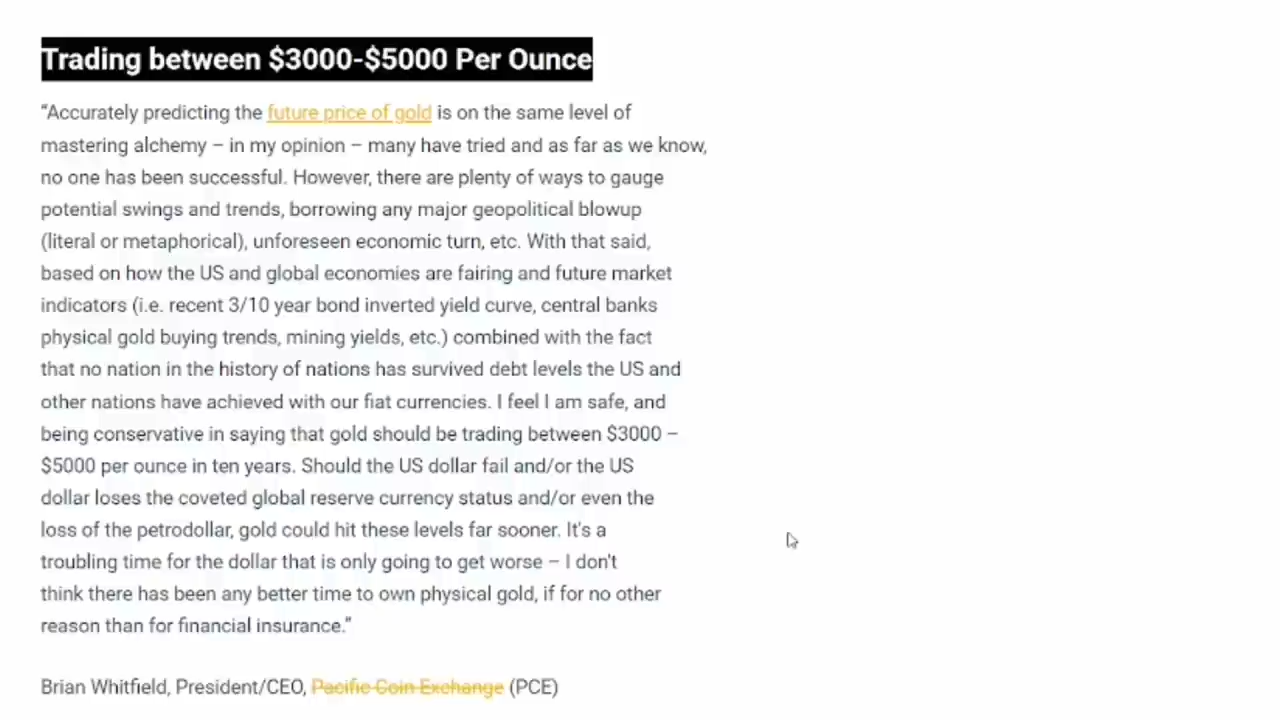 Trading between $3000-$5000 Per Ounce
“Accurately predicting the future price of gold is on the same level of
mastering alchemy – in my opinion – many have tried and as far as we know,
no one has been successful. However, there are plenty of ways to gauge
potential swings and trends, borrowing any major geopolitical blowup
(literal or metaphorical), unforeseen economic turn, etc. With that said,
based on how the US and global economies are fairing and future market
indicators (i.e. recent 3/10 year bond inverted yield curve, central banks
physical gold buying trends, mining yields, etc.) combined with the fact
that no nation in the history of nations has survived debt levels the US and
other nations have achieved with our fiat currencies. I feel I am safe, and
being conservative in saying that gold should be trading between $3000 –
$5000 per ounce in ten years. Should the US dollar fail and/or the US
dollar loses the coveted global reserve currency status and/or even the
loss of the petrodollar, gold could hit these levels far sooner. It's a
troubling time for the dollar that is only going to get worse – I don't
think there has been any better time to own physical gold, if for no other
reason than for financial insurance.”
Brian Whitfield, President/CEO, Pacific Coin Exchange (PCE)